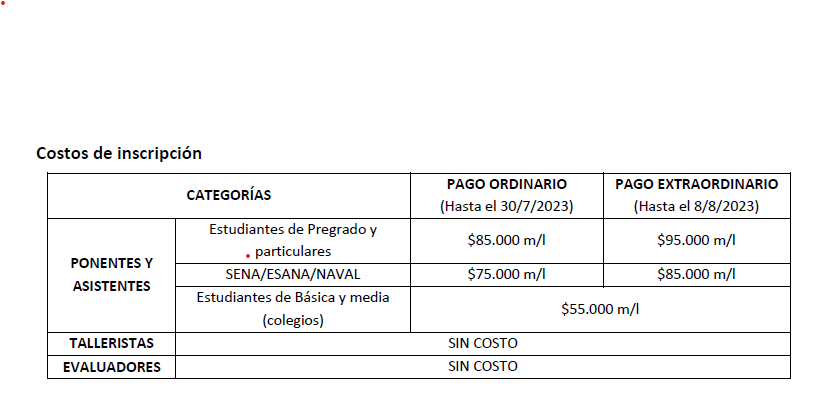 Costos de inscripción
CATEGORÍAS
PAGO ORDINARIO
(Hasta el 30/7/2023)
PAGO EXTRAORDINARIO
(Hasta el 8/8/2023)
PONENTES Y
ASISTENTES
Estudiantes de Pregrado y
particulares
$85.000 m/l
$95.000 m/l
SENA/ESANA/NAVAL
$75.000 m/l
$85.000 m/l
Estudiantes de Básica y media
(colegios)
$55.000 m/l
TALLERISTAS
SIN COSTO
EVALUADORES
SIN COSTO